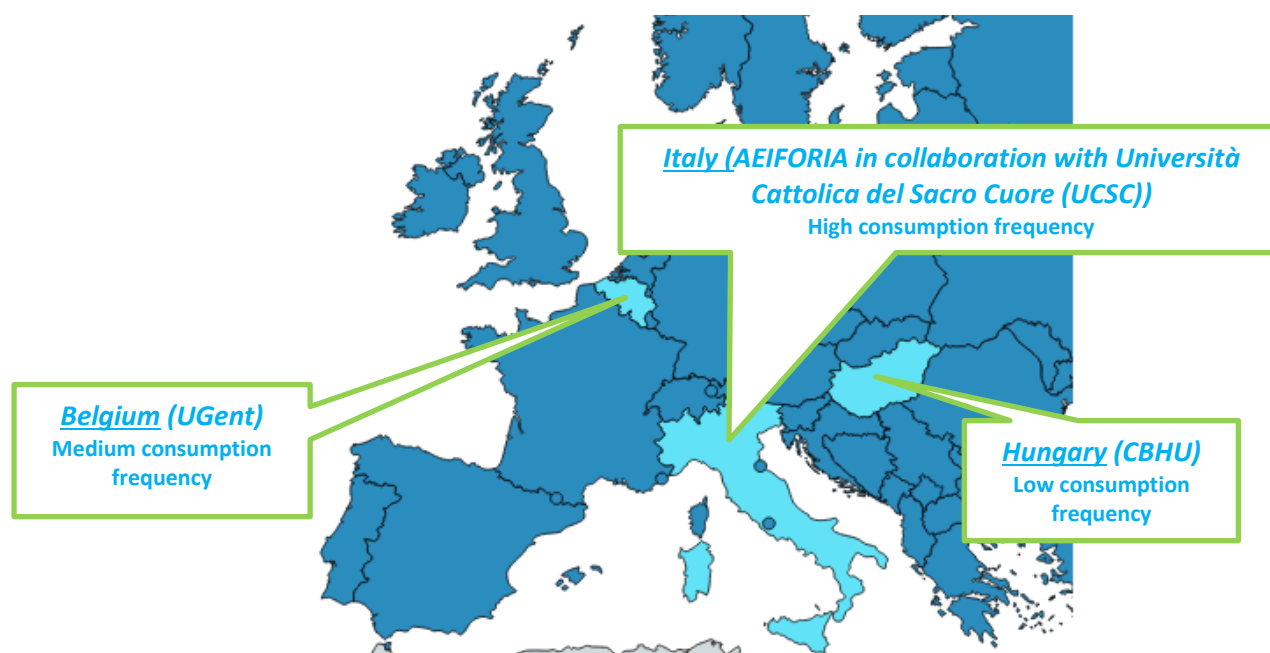 Italy (AEIFORIA in collaboration with Università
Cattolica del Sacro Cuore (UCSC))
High consumption frequency
Belgium (UGent)
Medium consumption
frequency
Hungary (CBHU)
Low consumption
frequency